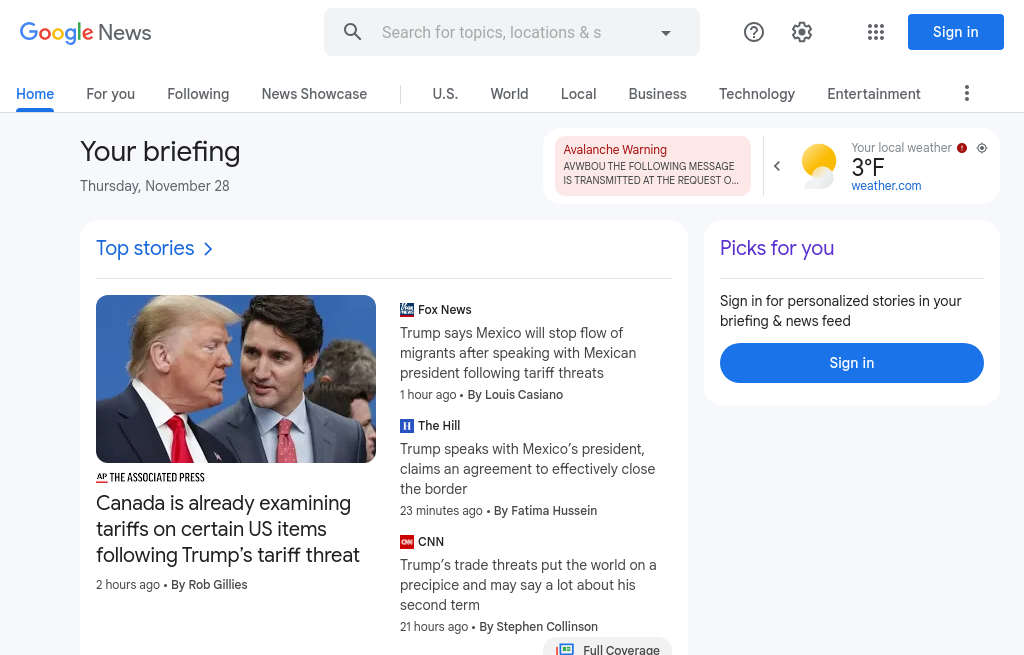 Google News
Search for topics, locations & s
Sign in
Home
For you
Following
News Showcase
U.S.
World
Local
Business
Technology
Entertainment
Your briefing
Thursday, November 28
Avalanche Warning
AVWBOU THE FOLLOWING MESSAGE
IS TRANSMITTED AT THE REQUEST O...
Your local weather
3°F
weather.com
Top stories
AP THE ASSOCIATED PRESS
Canada is already examining
tariffs on certain US items
following Trump's tariff threat
2 hours ago • By Rob Gillies
Fox News
Trump says Mexico will stop flow of
migrants after speaking with Mexican
president following tariff threats
1 hour ago • By Louis Casiano
H The Hill
Trump speaks with Mexico's president,
claims an agreement to effectively close
the border
23 minutes ago • By Fatima Hussein
CNN CNN
Trump's trade threats put the world on a
precipice and may say a lot about his
second term
21 hours ago • By Stephen Collinson
Full Coverage
Picks for you
Sign in for personalized stories in your
briefing & news feed
Sign in